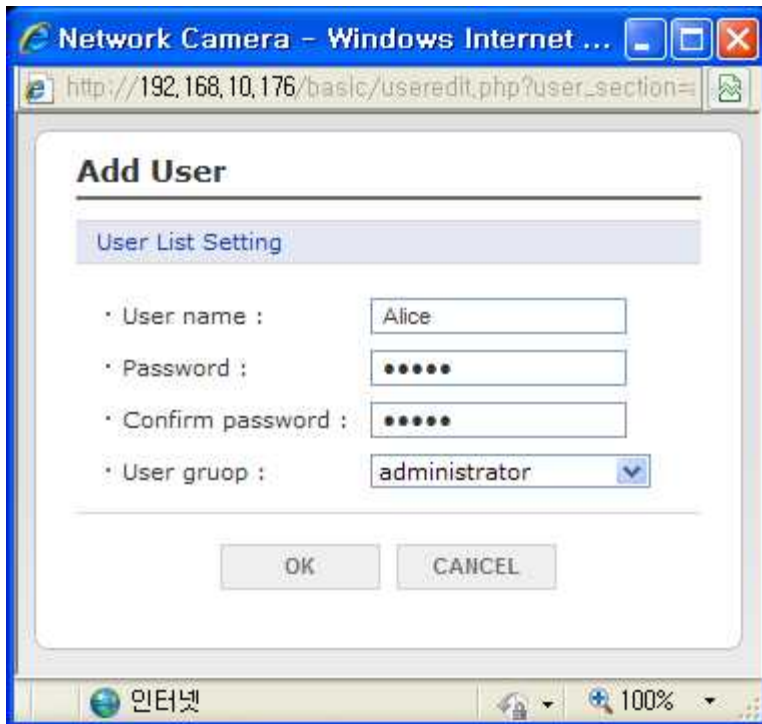 Network Camera - Windows Internet ...
http://192,168,10,176/basic/useredit,php?user_section=
Add User
User List Setting
· User name : Alice
· Password : •••••
· Confirm password : •••••
· User gruop : administrator
OK CANCEL
인터넷 100%